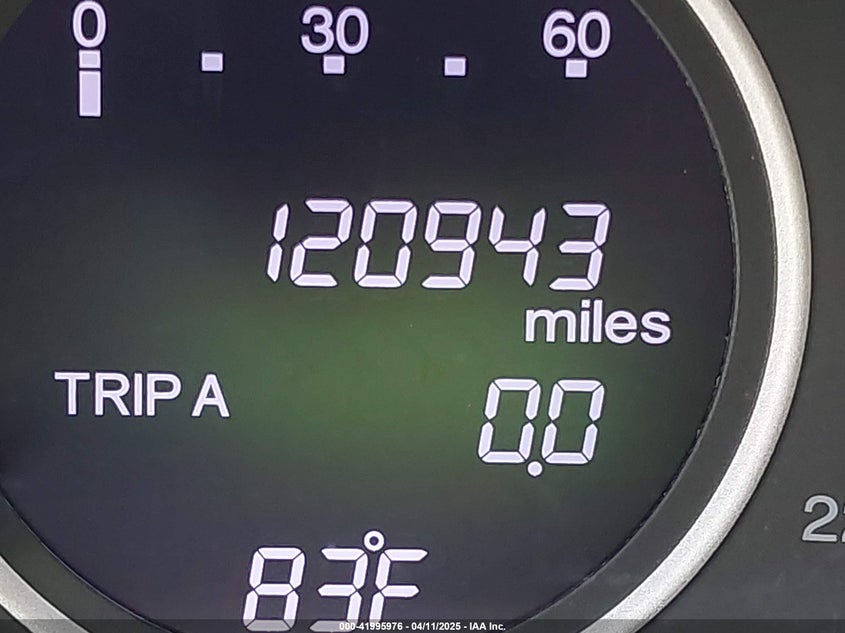 0 30 60
120943
miles
TRIP A 0.0
83°F
000-41995976 - 04/11/2025 - IAA Inc.